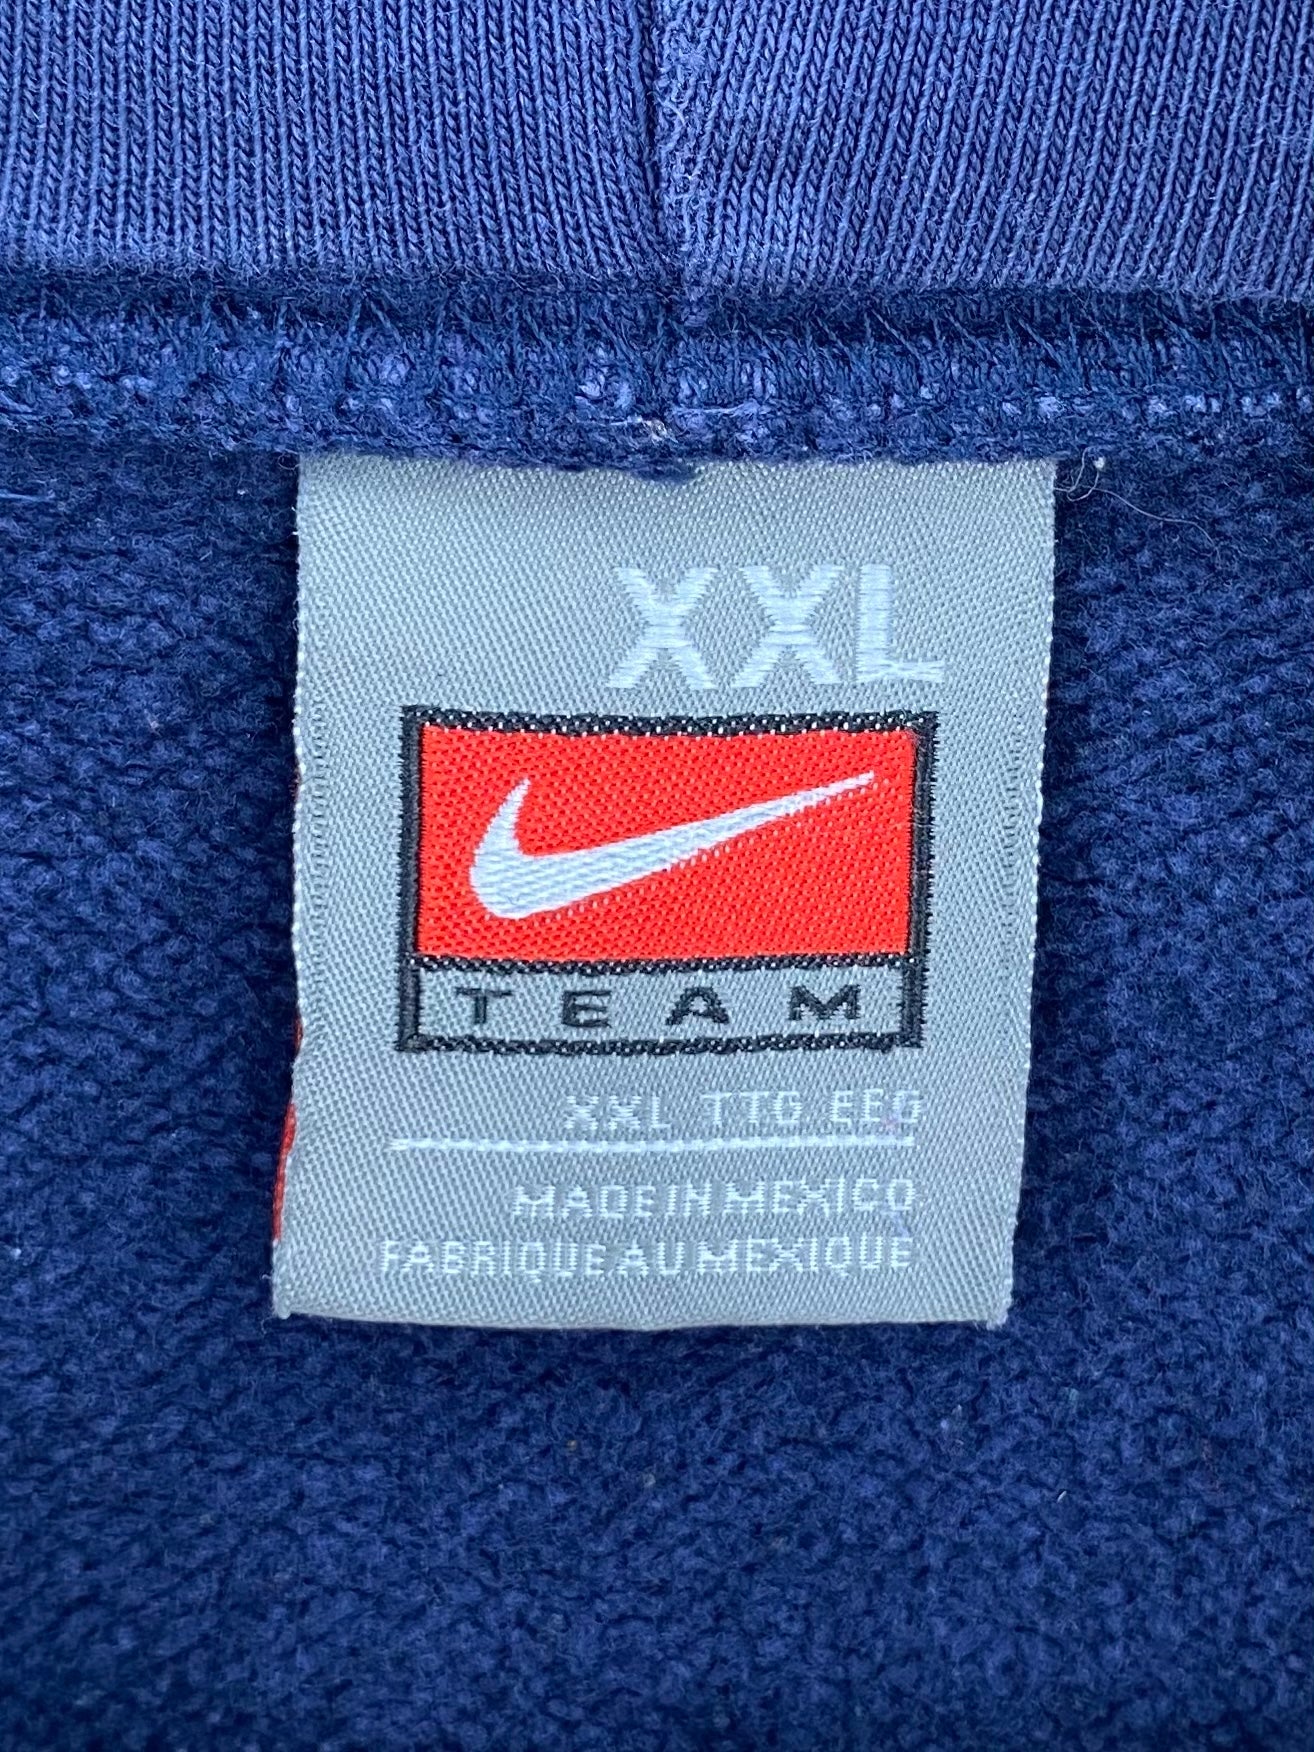 XXL
TEAM
XXL TTG EEG
MADE IN MEXICO
FABRIQUE AU MEXIQUE